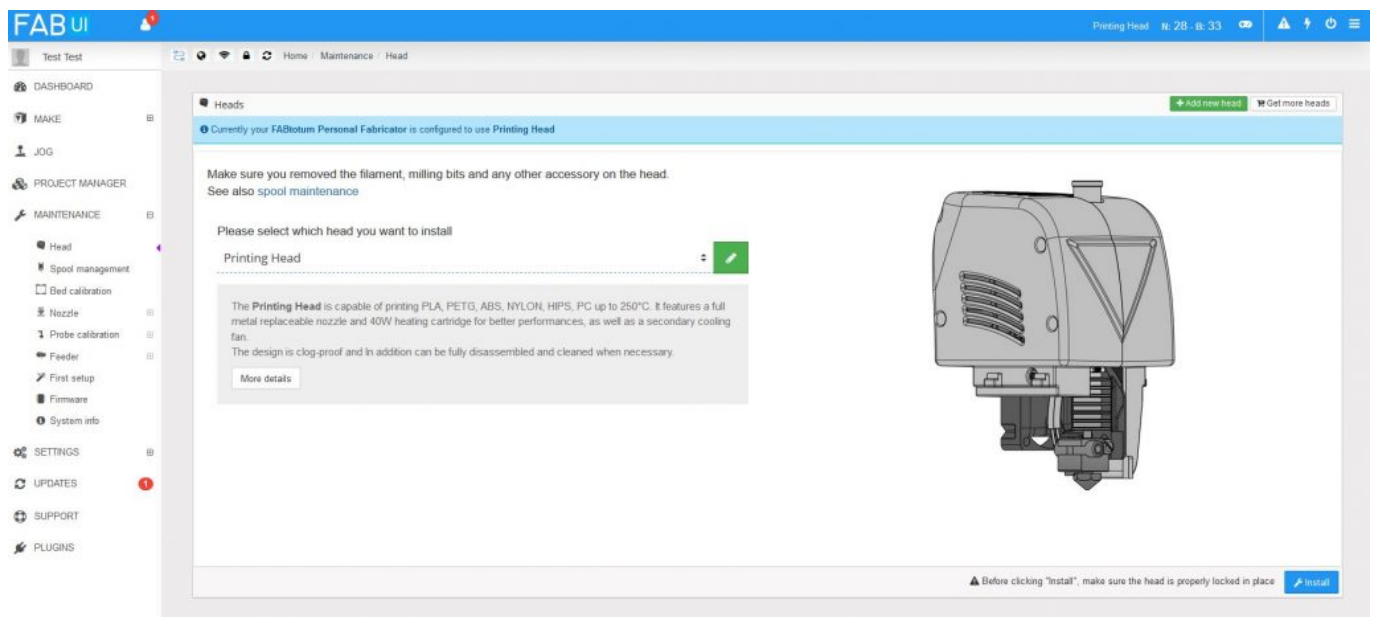 FAB UI
1
Printing Head N: 28 - B: 33
Test Test
Home / Maintenance / Head
DASHBOARD
MAKE
JOG
PROJECT MANAGER
MAINTENANCE
Head
Spool management
Bed calibration
Nozzle
Probe calibration
Feeder
First setup
Firmware
System info
SETTINGS
UPDATES 1
SUPPORT
PLUGINS
Heads
+ Add new head
Get more heads
Currently your FABtotum Personal Fabricator is configured to use Printing Head
Make sure you removed the filament, milling bits and any other accessory on the head.
See also spool maintenance
Please select which head you want to install
Printing Head
The Printing Head is capable of printing PLA, PETG, ABS, NYLON, HIPS, PC up to 250°C. It features a full
metal replaceable nozzle and 40W heating cartridge for better performances, as well as a secondary cooling
fan.
The design is clog-proof and in addition can be fully disassembled and cleaned when necessary.
More details
Before clicking "Install", make sure the head is properly locked in place
Install